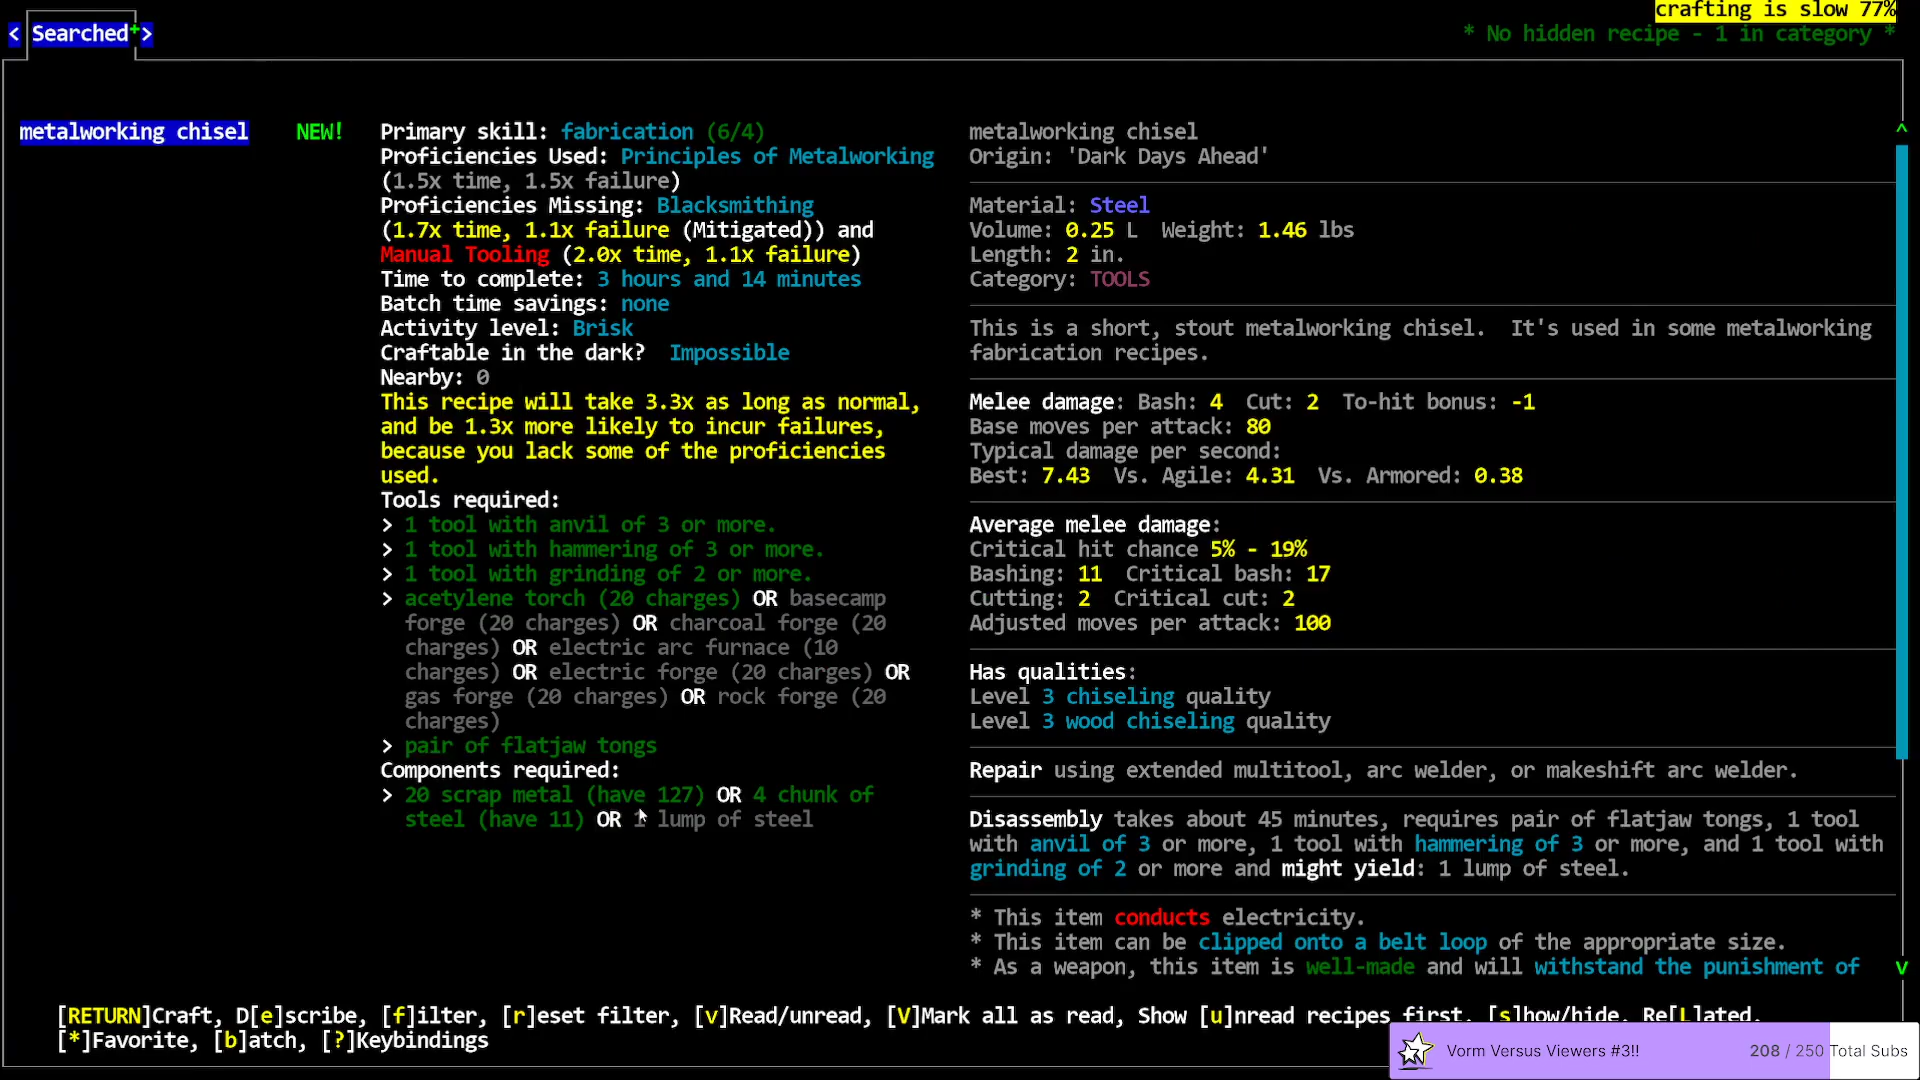 crafting is slow 77%
< Searched+>
* No hidden recipe - 1 in category *
metalworking chisel NEW!
Primary skill: fabrication (6/4)
Proficiencies Used: Principles of Metalworking
(1.5x time, 1.5x failure)
Proficiencies Missing: Blacksmithing
(1.7x time, 1.1x failure (Mitigated)) and
Manual Tooling (2.0x time, 1.1x failure)
Time to complete: 3 hours and 14 minutes
Batch time savings: none
Activity level: Brisk
Craftable in the dark? Impossible
Nearby: 0
This recipe will take 3.3x as long as normal,
and be 1.3x more likely to incur failures,
because you lack some of the proficiencies
used.
Tools required:
> 1 tool with anvil of 3 or more.
> 1 tool with hammering of 3 or more.
> 1 tool with grinding of 2 or more.
> acetylene torch (20 charges) OR basecamp
forge (20 charges) OR charcoal forge (20
charges) OR electric arc furnace (10
charges) OR electric forge (20 charges) OR
gas forge (20 charges) OR rock forge (20
charges)
> pair of flatjaw tongs
Components required:
> 20 scrap metal (have 127) OR 4 chunk of
steel (have 11) OR 1 lump of steel
metalworking chisel
Origin: 'Dark Days Ahead'
Material: Steel
Volume: 0.25 L Weight: 1.46 lbs
Length: 2 in.
Category: TOOLS
This is a short, stout metalworking chisel. It's used in some metalworking
fabrication recipes.
Melee damage: Bash: 4 Cut: 2 To-hit bonus: -1
Base moves per attack: 80
Typical damage per second:
Best: 7.43 Vs. Agile: 4.31 Vs. Armored: 0.38
Average melee damage:
Critical hit chance 5% - 19%
Bashing: 11 Critical bash: 17
Cutting: 2 Critical cut: 2
Adjusted moves per attack: 100
Has qualities:
Level 3 chiseling quality
Level 3 wood chiseling quality
Repair using extended multitool, arc welder, or makeshift arc welder.
Disassembly takes about 45 minutes, requires pair of flatjaw tongs, 1 tool
with anvil of 3 or more, 1 tool with hammering of 3 or more, and 1 tool with
grinding of 2 or more and might yield: 1 lump of steel.
* This item conducts electricity.
* This item can be clipped onto a belt loop of the appropriate size.
* As a weapon, this item is well-made and will withstand the punishment of
[RETURN]Craft, D[e]scribe, [f]ilter, [r]eset filter, [v]Read/unread, [V]Mark all as read, Show [u]nread recipes first, [s]how/hide, Re[L]ated,
[*]Favorite, [b]atch, [?]Keybindings
Vorm Versus Viewers #3!! 208 / 250 Total Subs